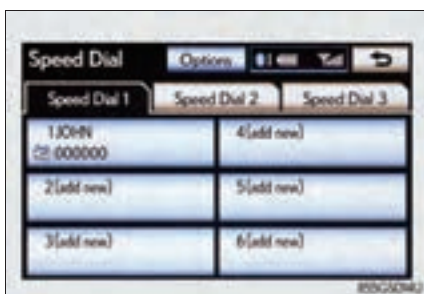 Speed Dial Options
Speed Dial 1 Speed Dial 2 Speed Dial 3
1JOHN 4(add new)
000000
2(add new) 5(add new)
3(add new) 6(add new)